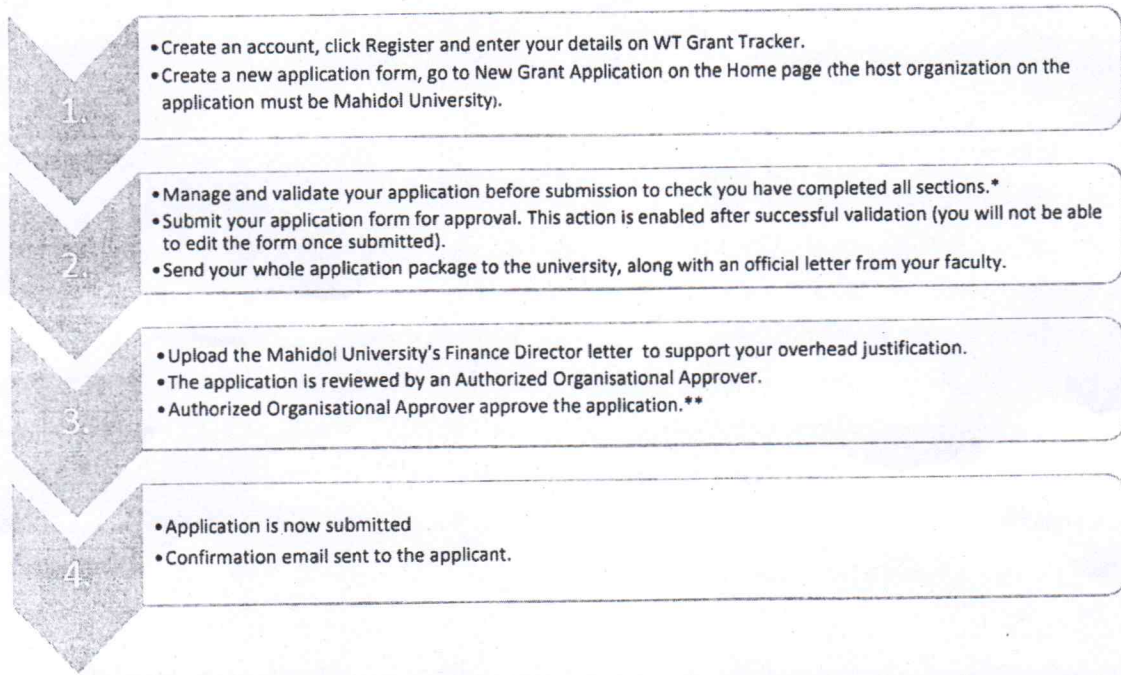 1.
• Create an account, click Register and enter your details on WT Grant Tracker.
• Create a new application form, go to New Grant Application on the Home page (the host organization on the
application must be Mahidol University).
2.
• Manage and validate your application before submission to check you have completed all sections.*
• Submit your application form for approval. This action is enabled after successful validation (you will not be able
to edit the form once submitted).
• Send your whole application package to the university, along with an official letter from your faculty.
3.
• Upload the Mahidol University's Finance Director letter to support your overhead justification.
• The application is reviewed by an Authorized Organisational Approver.
• Authorized Organisational Approver approve the application.**
4.
• Application is now submitted
• Confirmation email sent to the applicant.